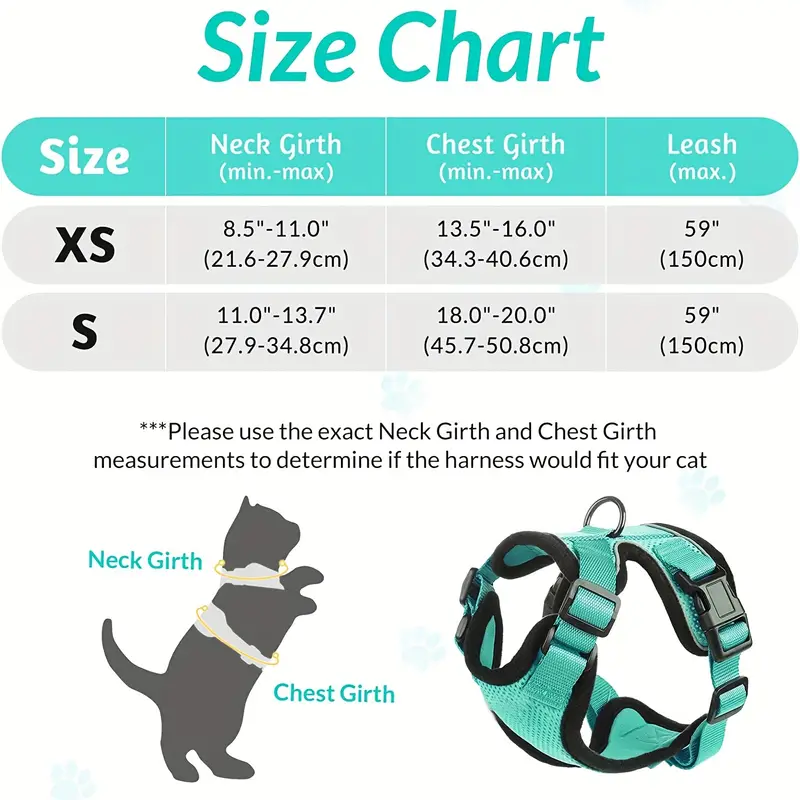 Size Chart
Size
Neck Girth
(min.-max)
Chest Girth
(min.-max)
Leash
(max.)
XS
8.5"-11.0"
(21.6-27.9cm)
13.5"-16.0"
(34.3-40.6cm)
59"
(150cm)
S
11.0"-13.7"
(27.9-34.8cm)
18.0"-20.0"
(45.7-50.8cm)
59"
(150cm)
***Please use the exact Neck Girth and Chest Girth
measurements to determine if the harness would fit your cat
Neck Girth
Chest Girth